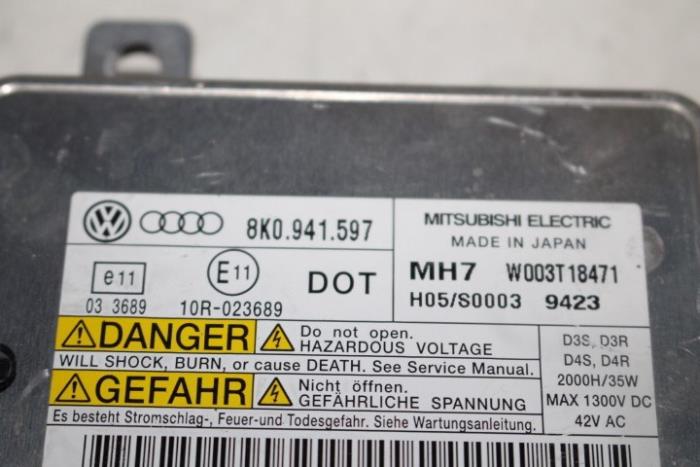 8K0.941.597
MITSUBISHI ELECTRIC
MADE IN JAPAN
e11
E11
DOT
MH7 W003T18471
03 3689
10R-023689
H05/S0003 9423
DANGER
Do not open.
HAZARDOUS VOLTAGE
WILL SHOCK, BURN, or cause DEATH. See Service Manual.
GEFAHR
Nicht öffnen.
GEFÄHRLICHE SPANNUNG
Es besteht Stromschlag-, Feuer-und Todesgefahr. Siehe Wartungsanleitung.
D3S, D3R
D4S, D4R
2000H/35W
MAX 1300V DC
42V AC